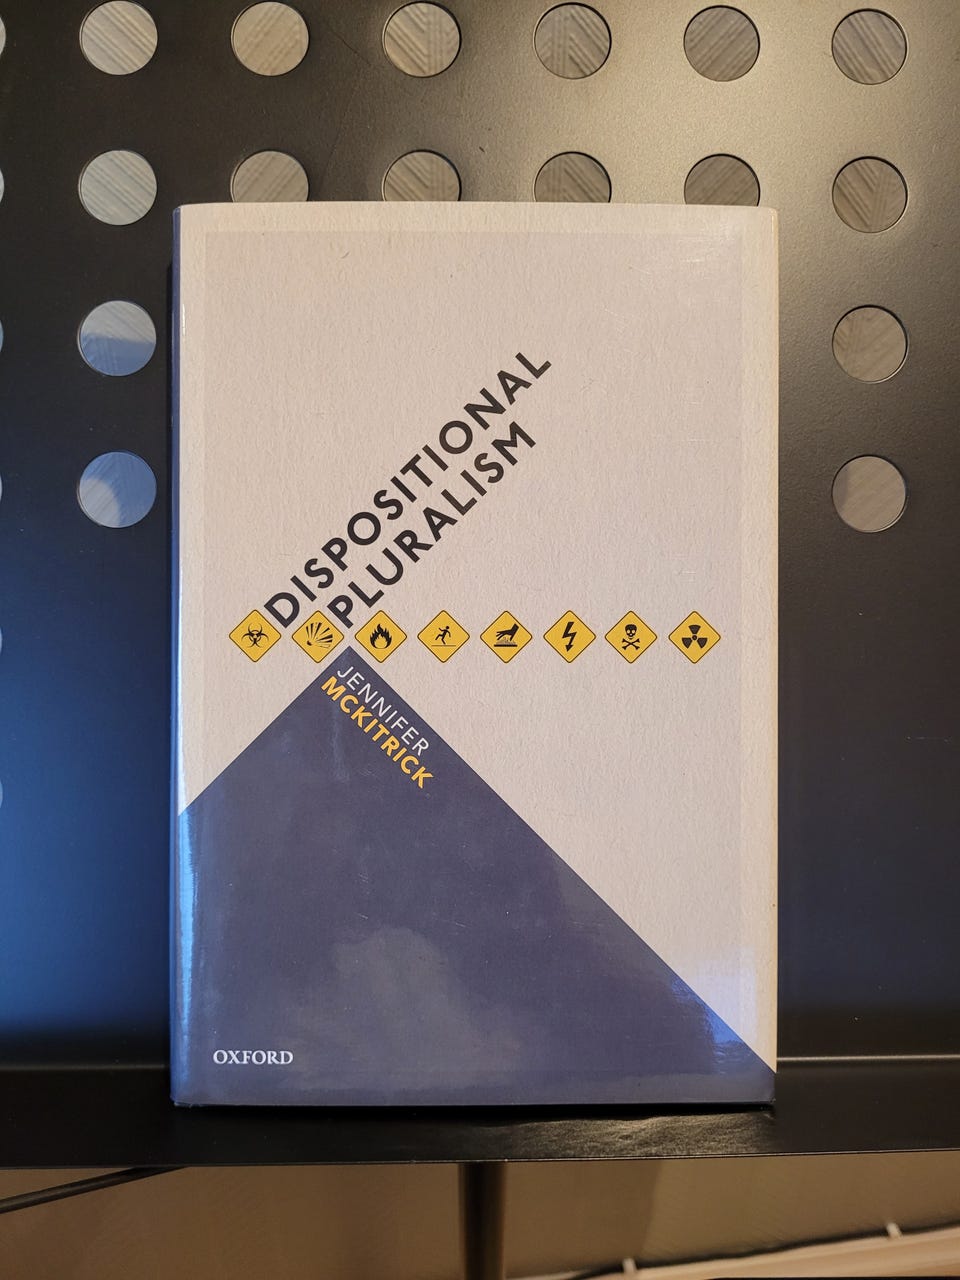 DISPOSITIONAL
PLURALISM
JENNIFER
MCKITRICK
OXFORD